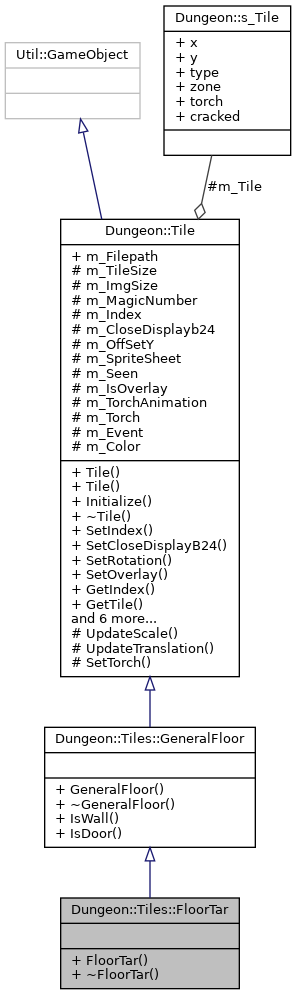 Dungeon::s_Tile
+ x
+ y
+ type
+ zone
+ torch
+ cracked
Util::GameObject
#m_Tile
Dungeon::Tile
+ m_Filepath
# m_TileSize
# m_ImgSize
# m_MagicNumber
# m_Index
# m_CloseDisplayb24
# m_OffSetY
# m_SpriteSheet
# m_Seen
# m_IsOverlay
# m_TorchAnimation
# m_Torch
# m_Event
# m_Color
+ Tile()
+ Tile()
+ Initialize()
+ ~Tile()
+ SetIndex()
+ SetCloseDisplayB24()
+ SetRotation()
+ SetOverlay()
+ GetIndex()
+ GetTile()
and 6 more...
# UpdateScale()
# UpdateTranslation()
# SetTorch()
Dungeon::Tiles::GeneralFloor
+ GeneralFloor()
+ ~GeneralFloor()
+ IsWall()
+ IsDoor()
Dungeon::Tiles::FloorTar
+ FloorTar()
+ ~FloorTar()